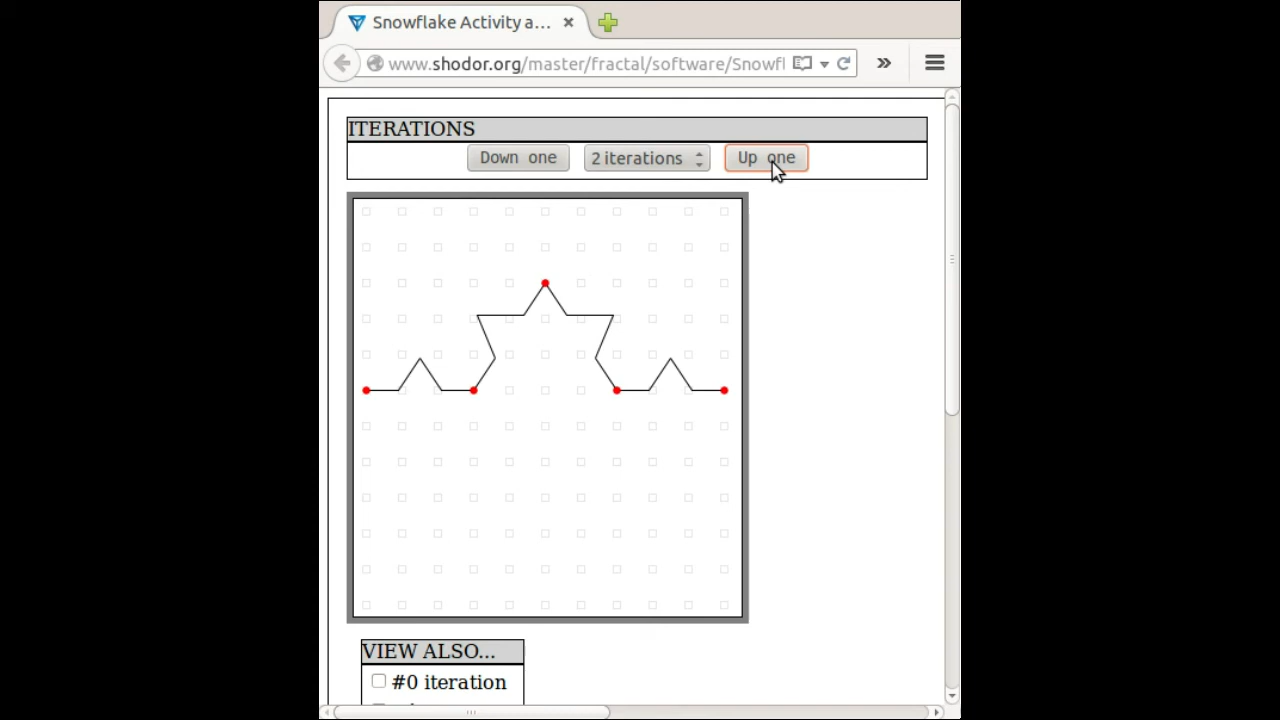 Snowflake Activity a...
www.shodor.org/master/fractal/software/Snowfl
ITERATIONS
Down one
2 iterations
Up one
VIEW ALSO...
#0 iteration